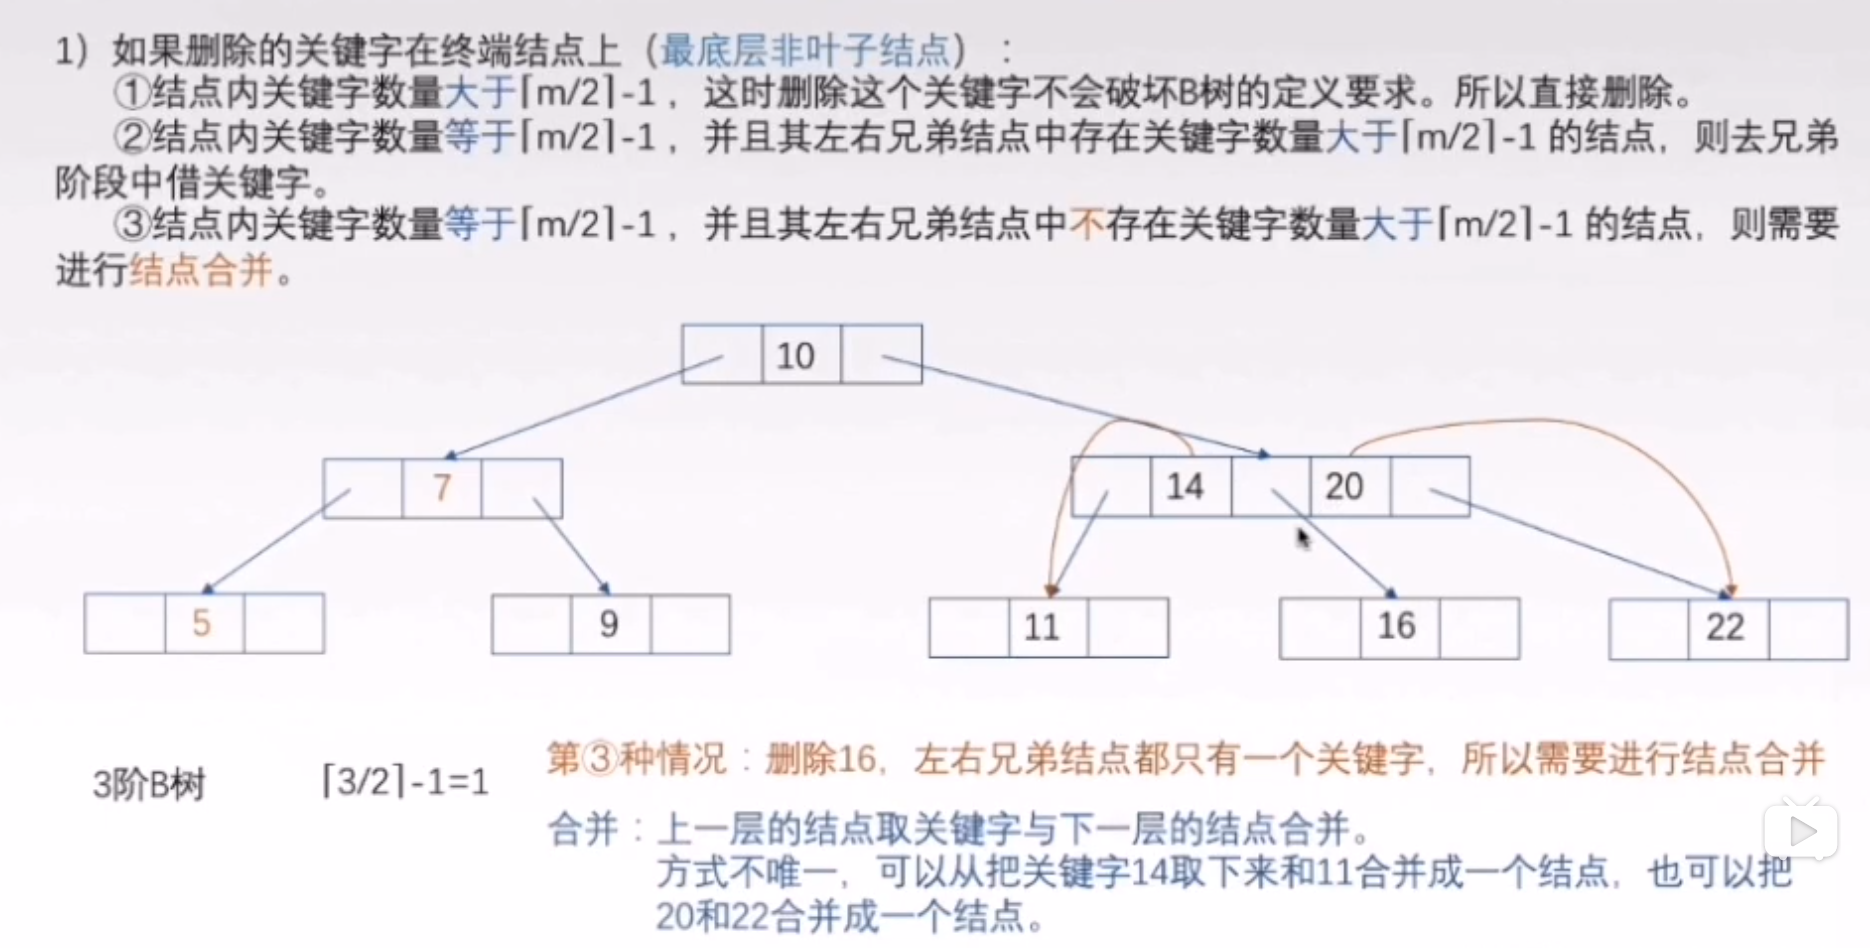 1）如果删除的关键字在终端结点上（最底层非叶子结点）：
①结点内关键字数量大于⌈m/2⌉-1，这时删除这个关键字不会破坏B树的定义要求。所以直接删除。
②结点内关键字数量等于⌈m/2⌉-1，并且其左右兄弟结点中存在关键字数量大于⌈m/2⌉-1 的结点，则去兄弟
阶段中借关键字。
③结点内关键字数量等于⌈m/2⌉-1，并且其左右兄弟结点中不存在关键字数量大于⌈m/2⌉-1 的结点，则需要
进行结点合并。
10
7
14 20
5
9
11
16
22
3阶B树
⌈3/2⌉-1=1
第③种情况：删除16，左右兄弟结点都只有一个关键字，所以需要进行结点合并
合并：上一层的结点取关键字与下一层的结点合并。
方式不唯一，可以从把关键字14取下来和11合并成一个结点，也可以把
20和22合并成一个结点。